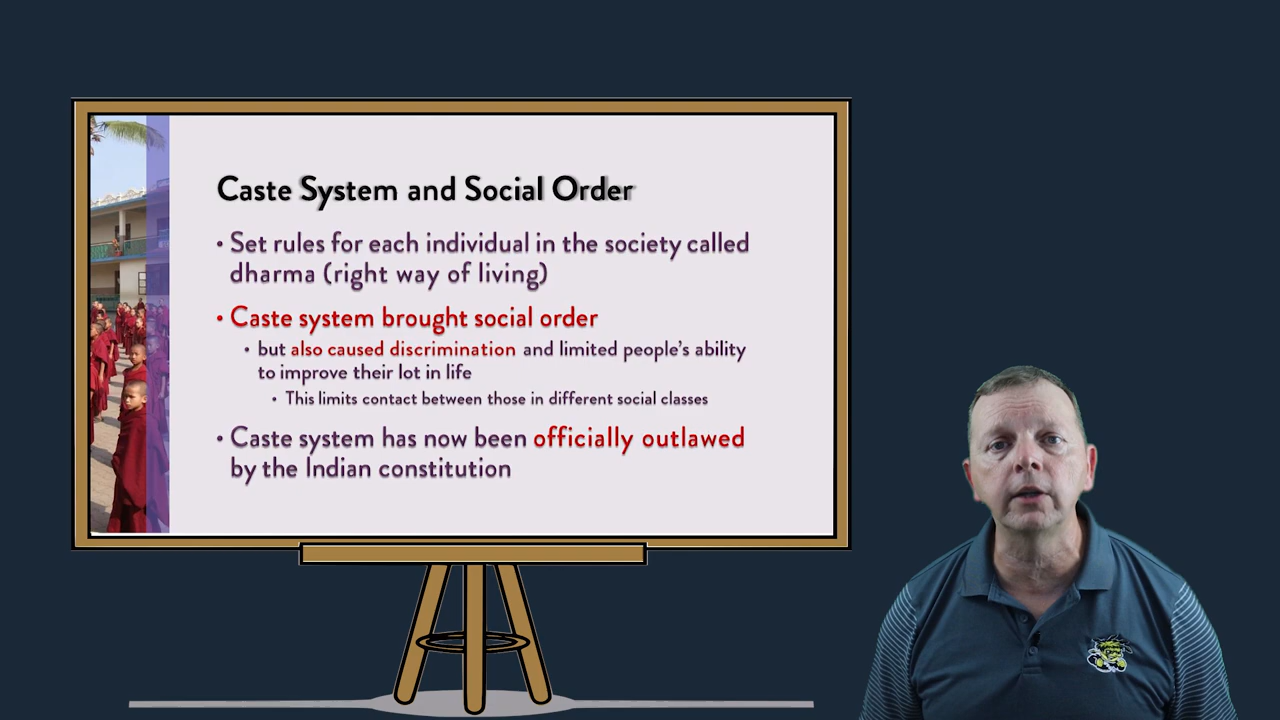 Caste System and Social Order
• Set rules for each individual in the society called
dharma (right way of living)
• Caste system brought social order
• but also caused discrimination and limited people's ability
to improve their lot in life
• This limits contact between those in different social classes
• Caste system has now been officially outlawed
by the Indian constitution